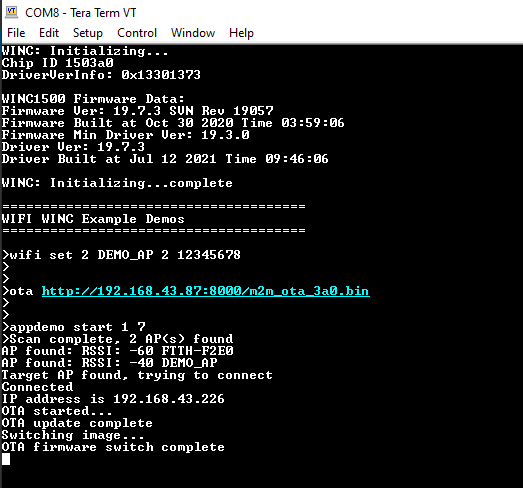 COM8 - Tera Term VT
File Edit Setup Control Window Help
WINC: Initializing...
Chip ID 1503a0
DriverVerInfo: 0x13301373
WINC1500 Firmware Data:
Firmware Ver: 19.7.3 SVN Rev 19057
Firmware Built at Oct 30 2020 Time 03:59:06
Firmware Min Driver Ver: 19.3.0
Driver Ver: 19.7.3
Driver Built at Jul 12 2021 Time 09:46:06
WINC: Initializing...complete
=======================================
WIFI WINC Example Demos
=======================================
>wifi set 2 DEMO_AP 2 12345678
>
>
>ota http://192.168.43.87:8000/m2m_ota_3a0.bin
>
>
>appdemo start 1 7
>Scan complete, 2 AP(s) found
AP found: RSSI: -60 FTTH-F2E0
AP found: RSSI: -40 DEMO_AP
Target AP found, trying to connect
Connected
IP address is 192.168.43.226
OTA started...
OTA update complete
Switching image...
OTA firmware switch complete